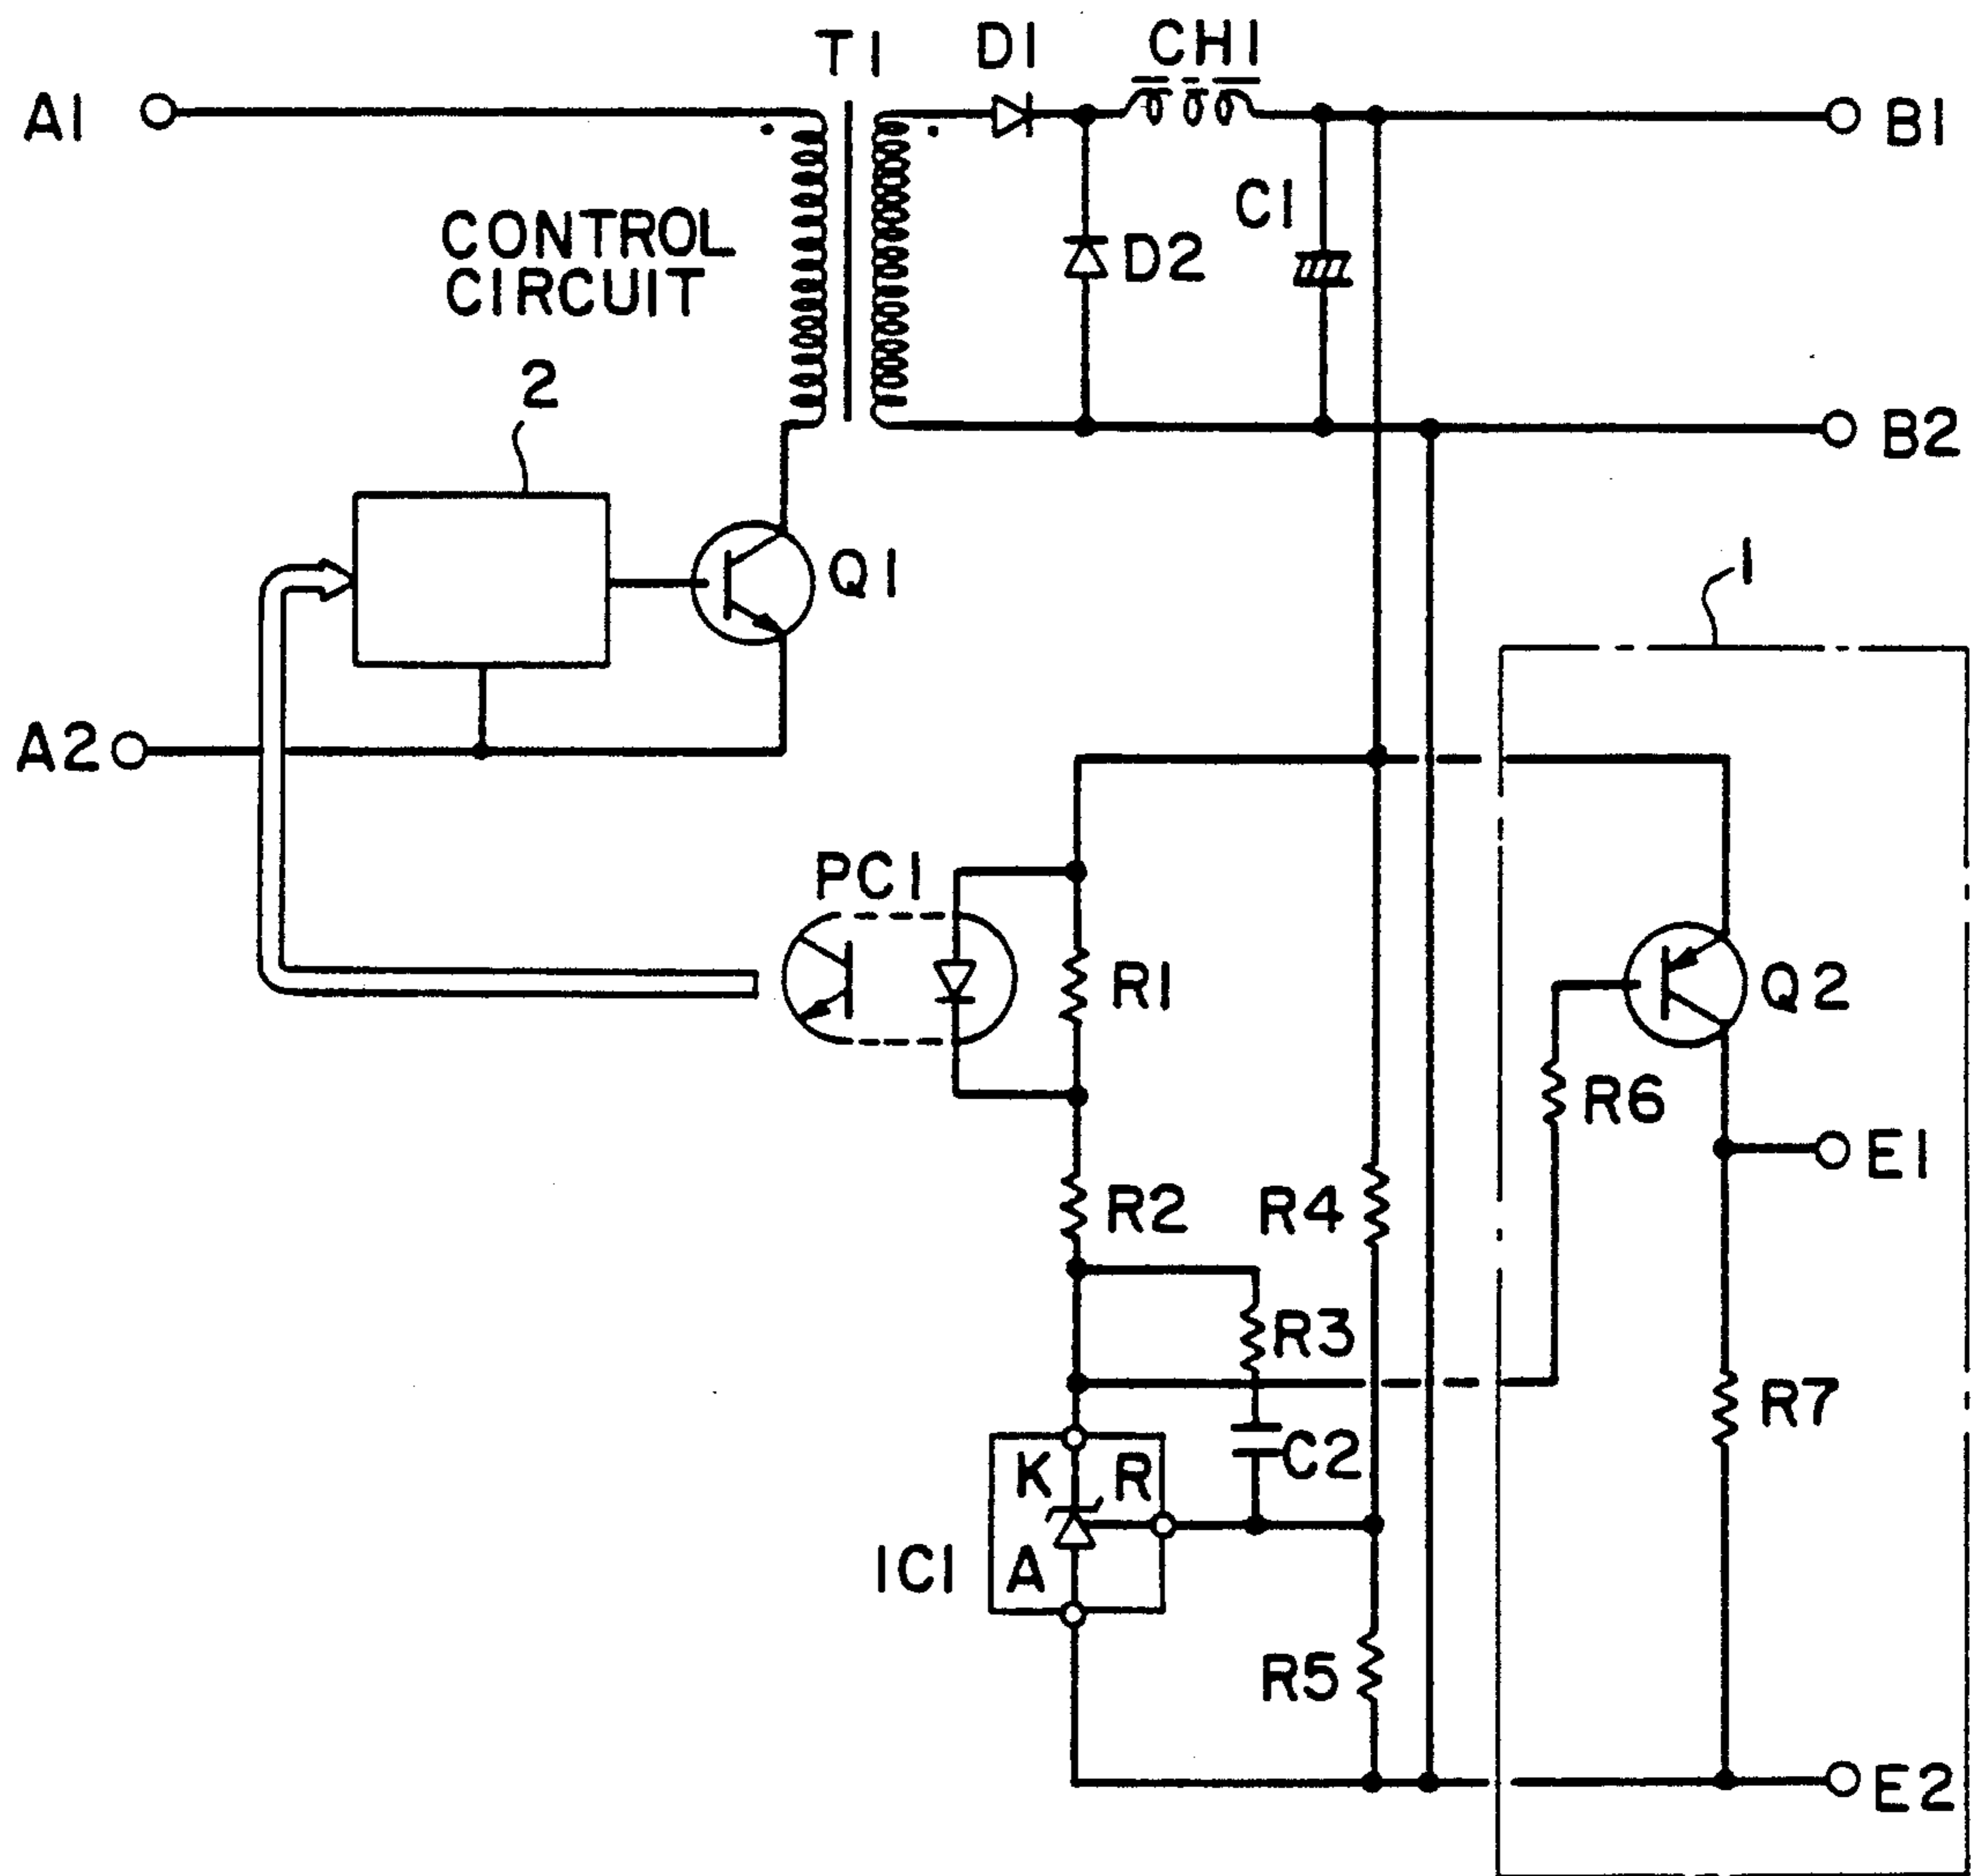 A1
T1
D1
CH1
B1
CONTROL
CIRCUIT
C1
D2
2
B2
Q1
1
A2
PC1
R1
Q2
R6
E1
R2
R4
R3
R7
K
R
C2
IC1
A
R5
E2